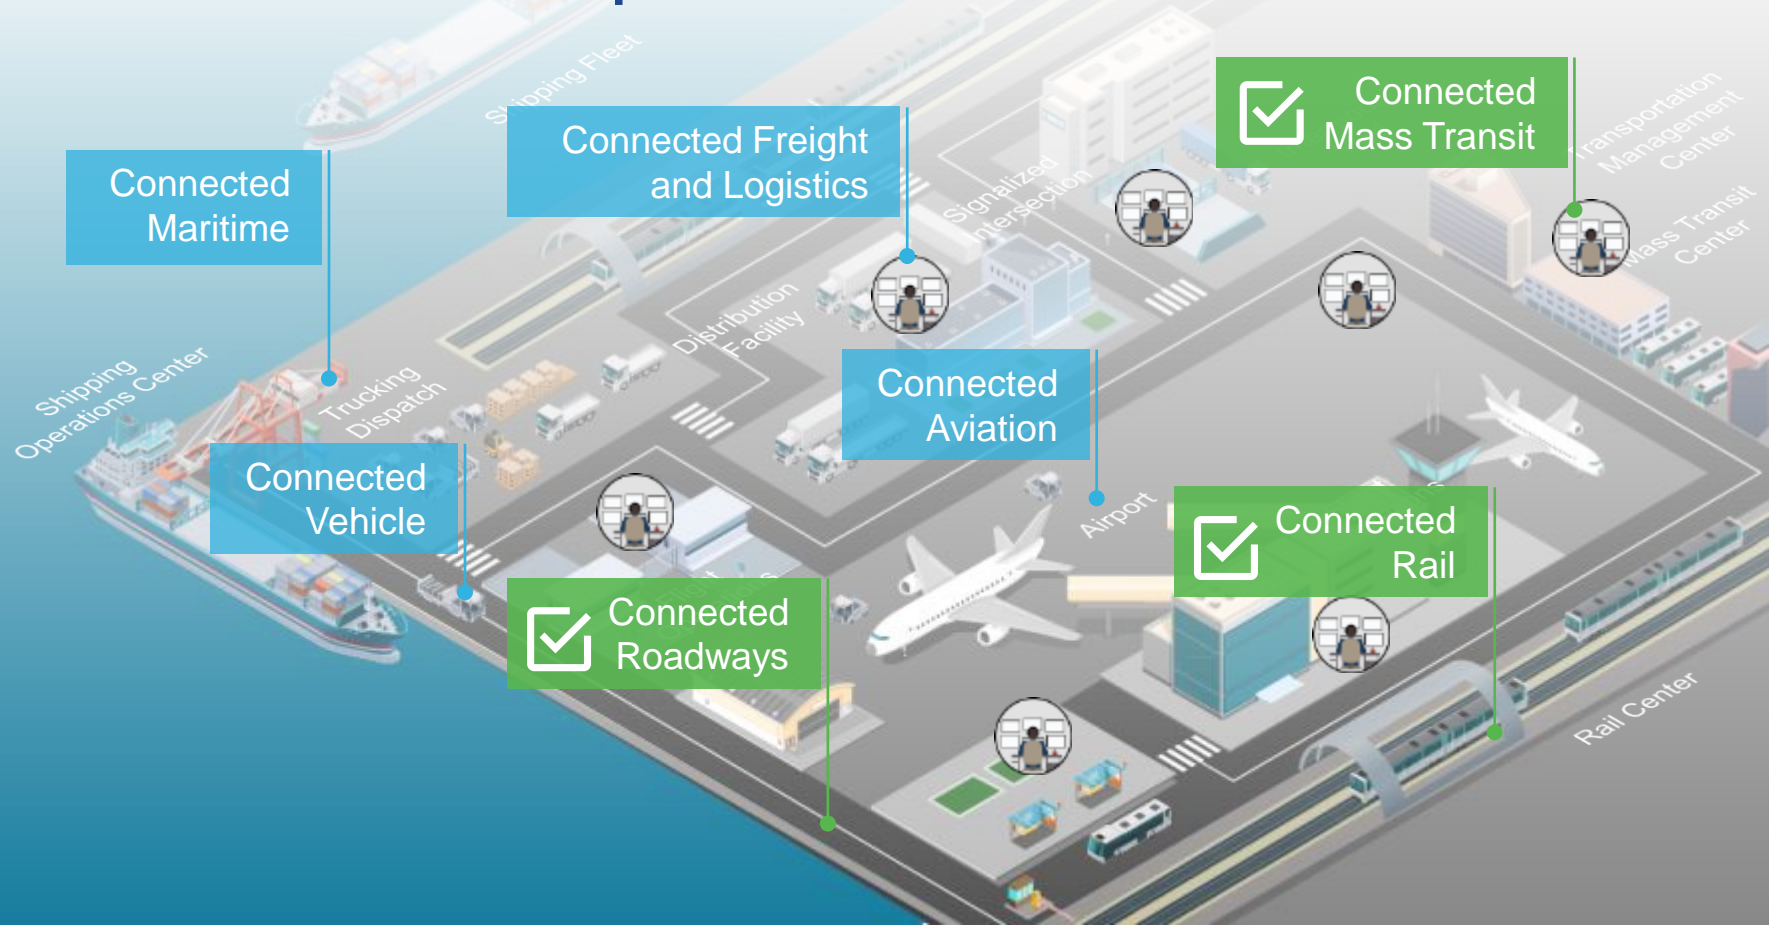 Shipping Fleet
Connected
Mass Transit
Connected Freight
and Logistics
Transportation
Management
Center
Connected
Maritime
Signalized
Intersection
Mass Transit
Center
Distribution
Facility
Shipping
Operations Center
Trucking
Dispatch
Connected
Aviation
Connected
Vehicle
Airport
Connected
Rail
Flight
Connected
Roadways
Rail Center